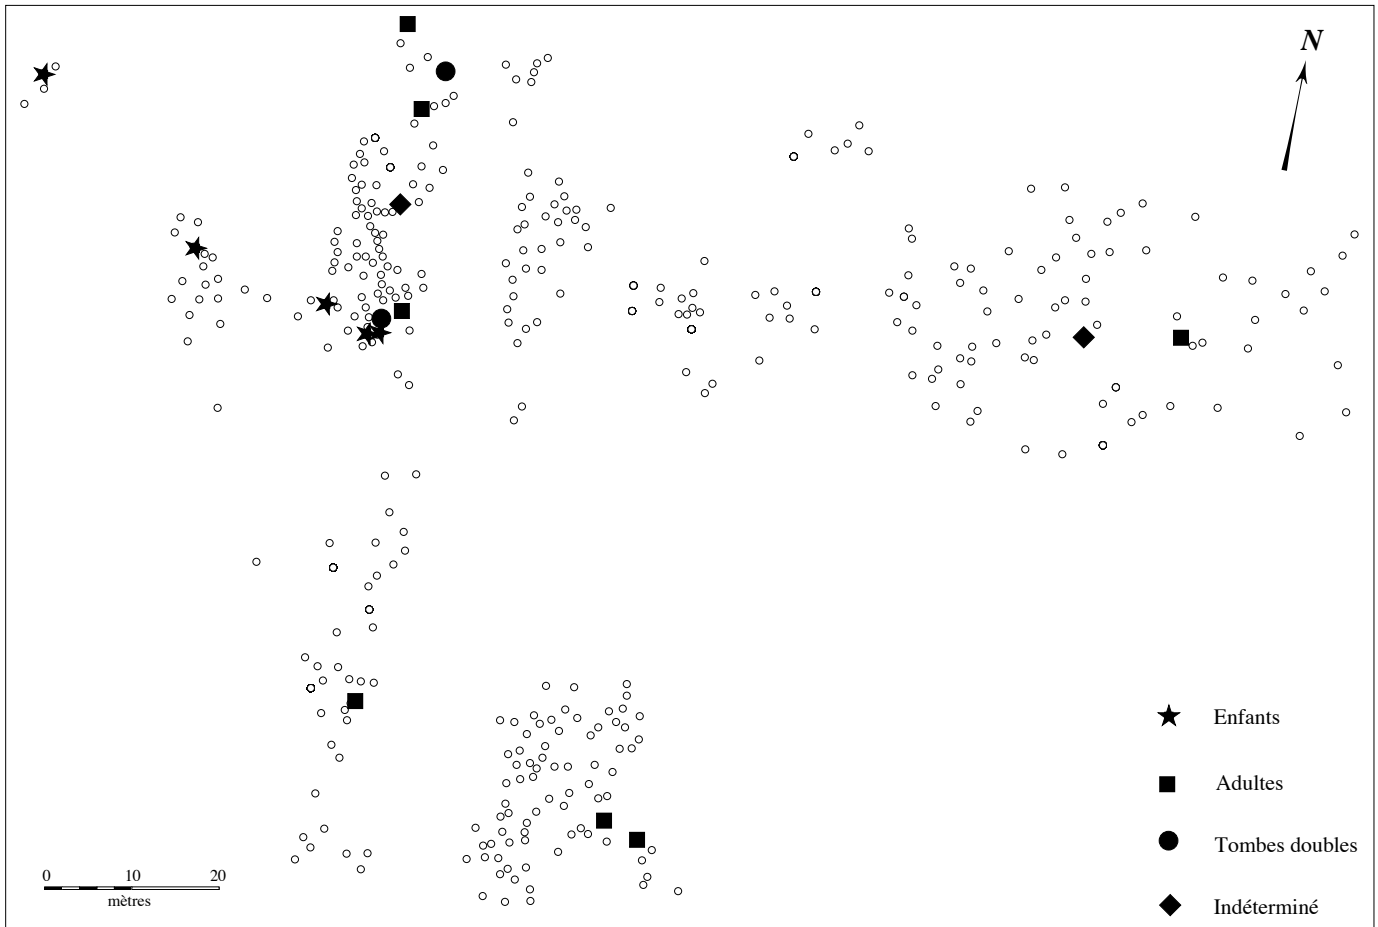 N
Enfants
Adultes
Tombes doubles
Indéterminé
0 10 20
mètres